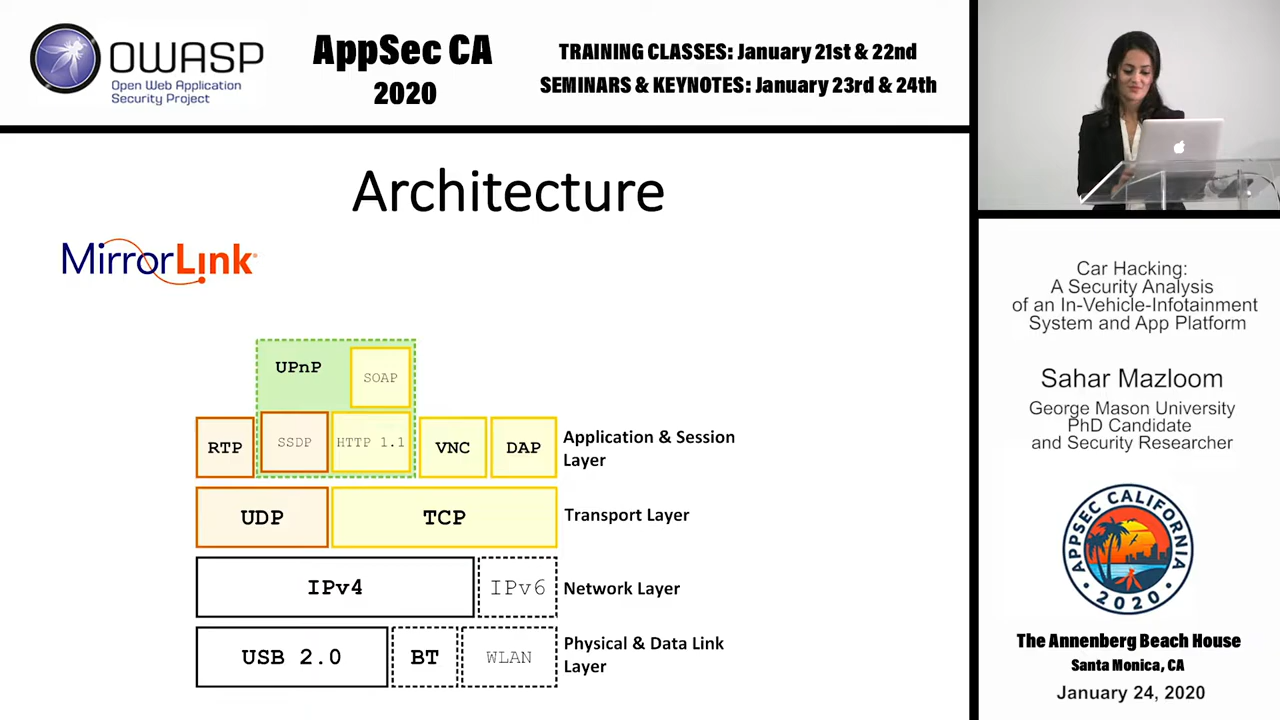 OWASP
Open Web Application
Security Project
AppSec CA
2020
TRAINING CLASSES: January 21st & 22nd
SEMINARS & KEYNOTES: January 23rd & 24th
Architecture
MirrorLink
UPnP
SOAP
RTP
SSDP
HTTP 1.1
VNC
DAP
Application & Session
Layer
UDP
TCP
Transport Layer
IPv4
IPv6
Network Layer
USB 2.0
BT
WLAN
Physical & Data Link
Layer
Car Hacking:
A Security Analysis
of an In-Vehicle-Infotainment
System and App Platform
Sahar Mazloom
George Mason University
PhD Candidate
and Security Researcher
APPSEC CALIFORNIA
2020
The Annenberg Beach House
Santa Monica, CA
January 24, 2020